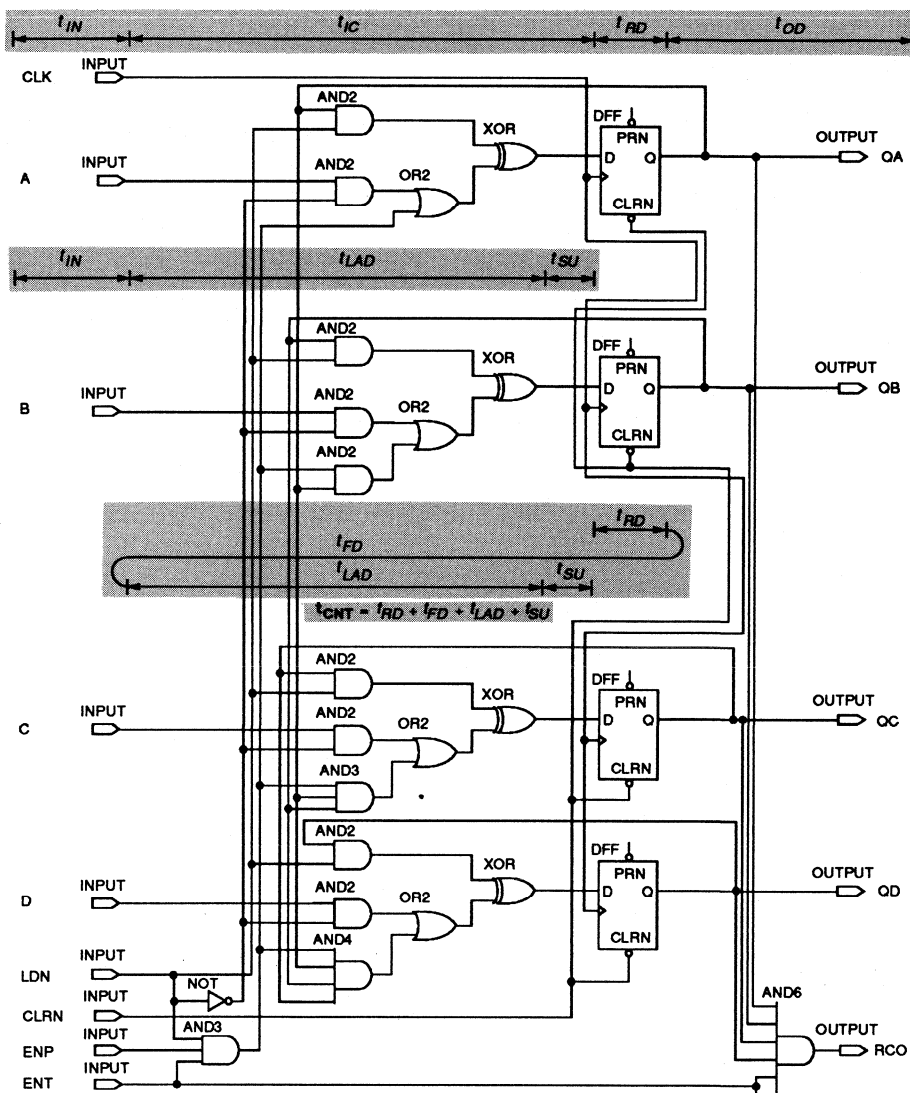 tIN tIC tRD tOD
CLK INPUT
AND2
XOR
DFF
PRN
D Q
CLRN
OUTPUT
QA
INPUT
A
AND2
OR2
tIN tLAD tSU
AND2
XOR
DFF
PRN
D Q
CLRN
OUTPUT
QB
INPUT
B
AND2
OR2
AND2
tRD
tFD
tLAD tSU
tCNT = tRD + tFD + tLAD + tSU
AND2
XOR
DFF
PRN
D Q
CLRN
OUTPUT
QC
INPUT
C
AND2
OR2
AND3
AND2
XOR
DFF
PRN
D Q
CLRN
OUTPUT
QD
INPUT
D
AND2
OR2
AND4
INPUT
LDN
NOT
INPUT
CLRN
AND3
INPUT
ENP
INPUT
ENT
AND6
OUTPUT
RCO